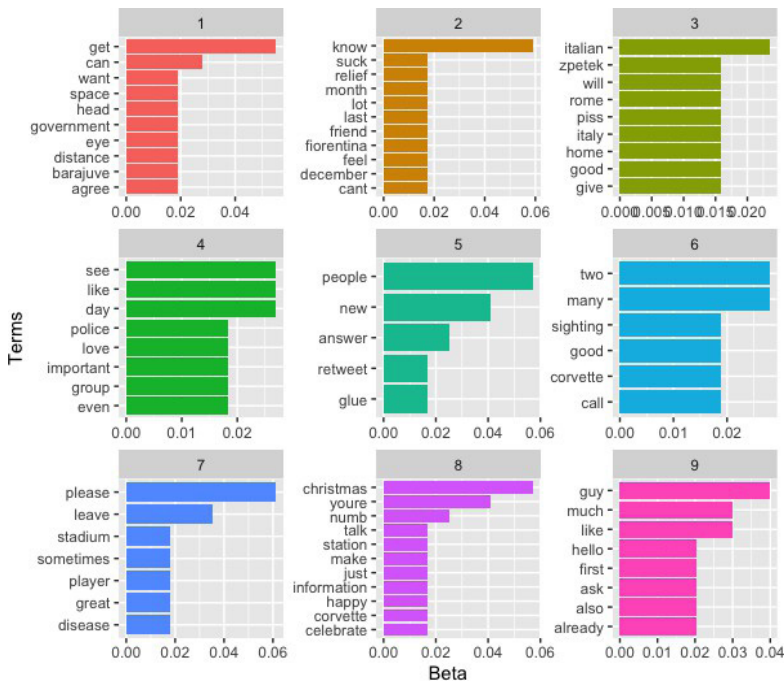 1
get
can
want
space
head
government
eye
distance
barajuve
agree
0.00 0.02 0.04
2
know
suck
relief
month
lot
last
friend
fiorentina
feel
december
cant
0.00 0.02 0.04 0.06
3
italian
zpetek
will
rome
piss
italy
home
good
give
0.000 0.005 0.010 0.015 0.020
4
see
like
day
police
love
important
group
even
0.00 0.01 0.02
5
people
new
answer
retweet
glue
0.00 0.02 0.04 0.06
6
two
many
sighting
good
corvette
call
0.00 0.01 0.02
7
please
leave
stadium
sometimes
player
great
disease
0.00 0.02 0.04 0.06
8
christmas
youre
numb
talk
station
make
just
information
happy
corvette
celebrate
0.00 0.02 0.04 0.06
9
guy
much
like
hello
first
ask
also
already
0.00 0.01 0.02 0.03 0.04
Terms
Beta